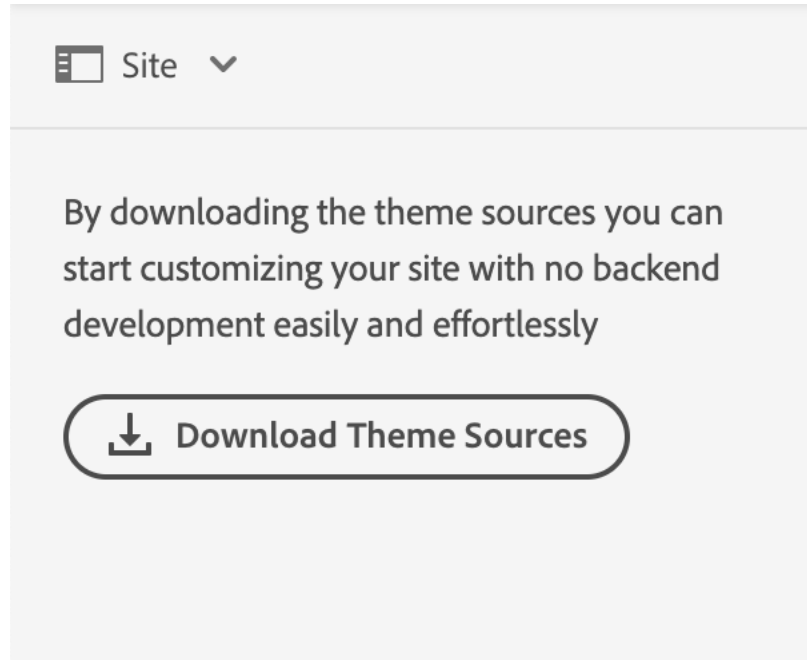 Site
By downloading the theme sources you can
start customizing your site with no backend
development easily and effortlessly
Download Theme Sources